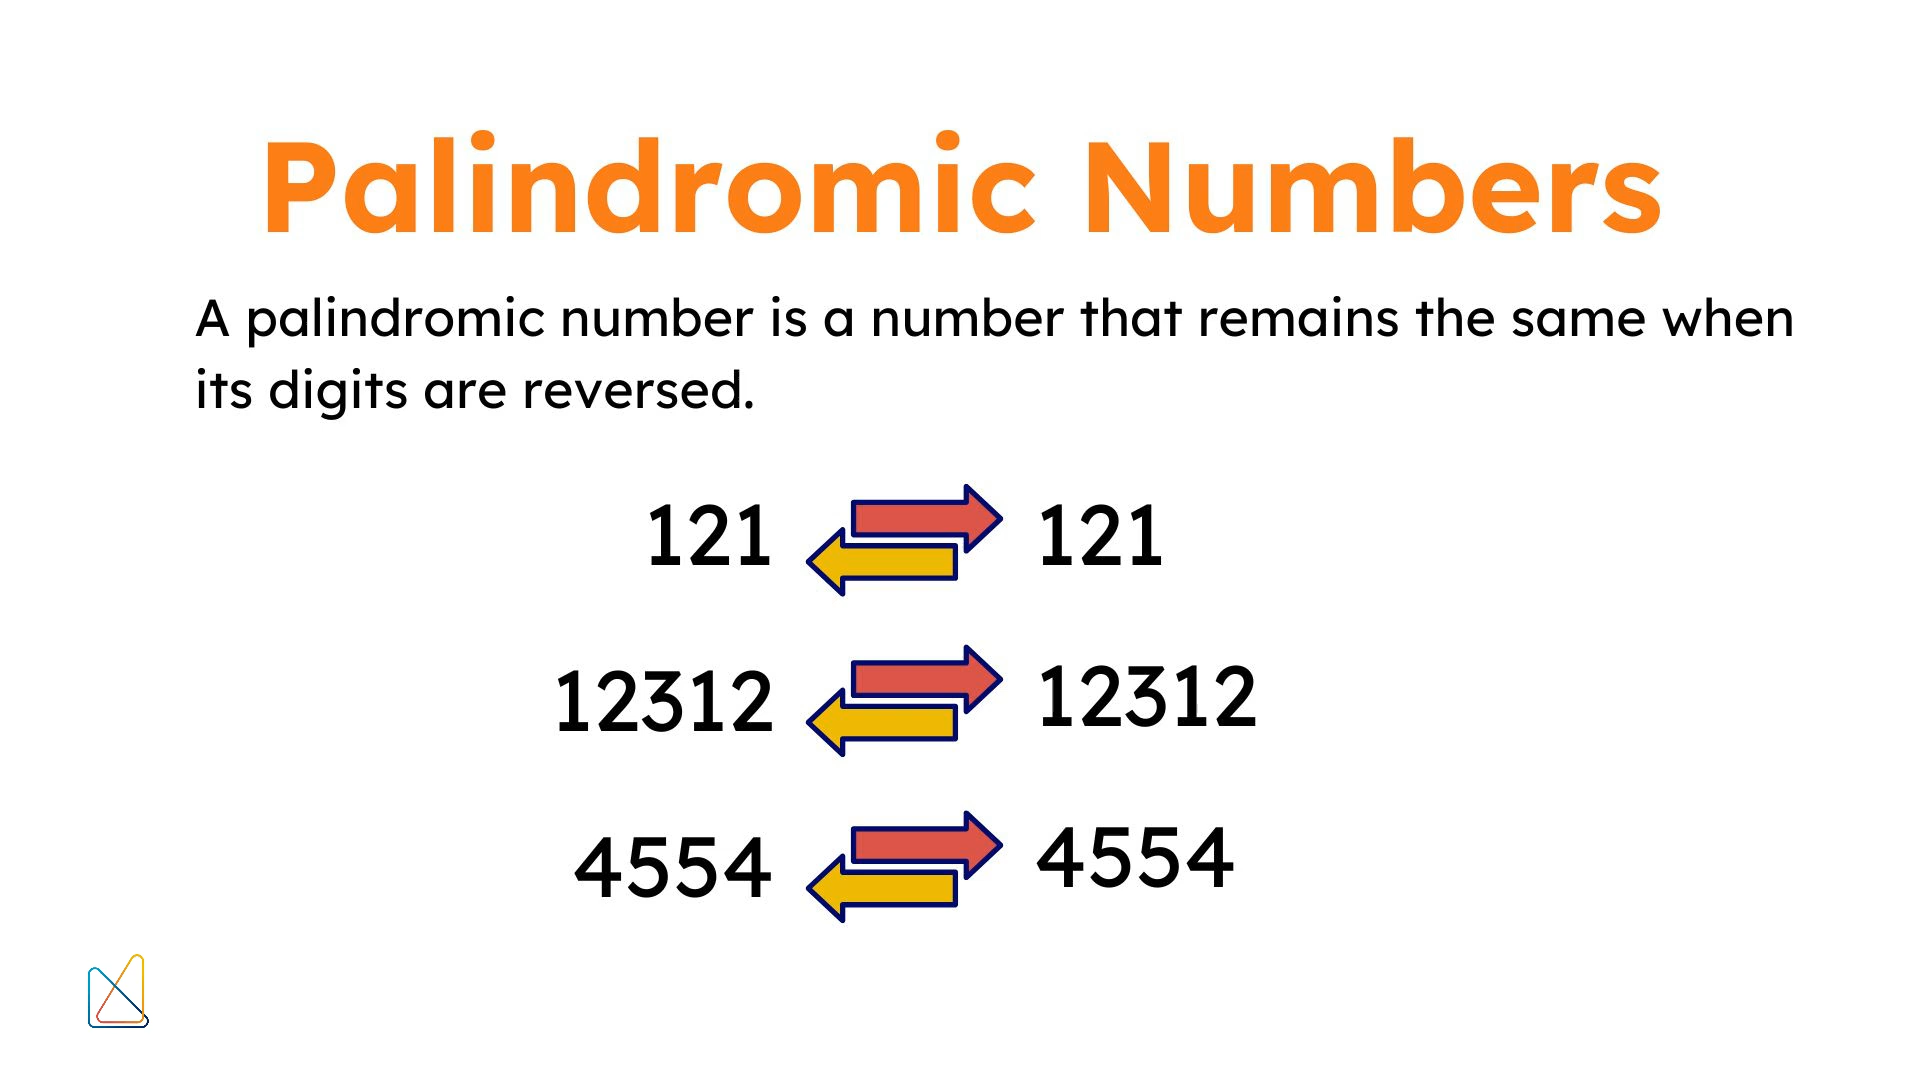 Palindromic Numbers
A palindromic number is a number that remains the same when
its digits are reversed.
121 121
12312 12312
4554 4554